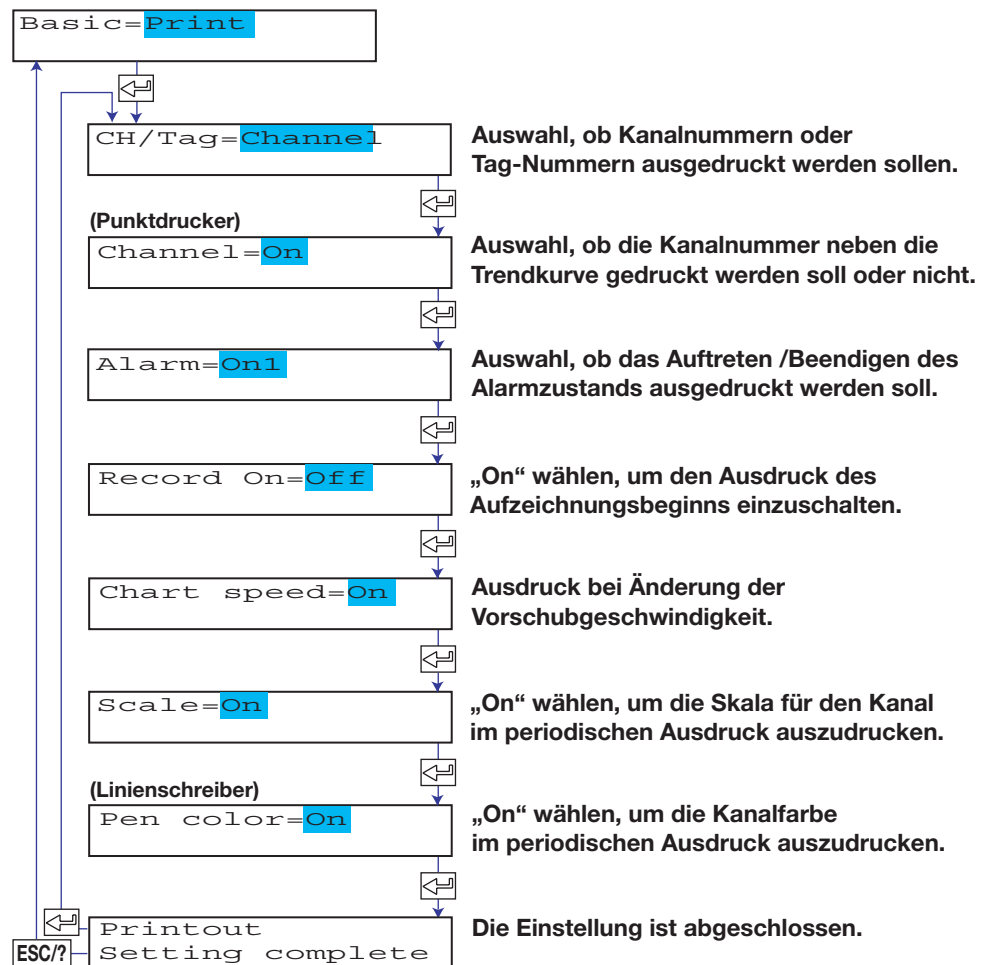 Basic=Print
CH/Tag=Channel
Auswahl, ob Kanalnummern oder
Tag-Nummern ausgedruckt werden sollen.
(Punktdrucker)
Channel=On
Auswahl, ob die Kanalnummer neben die
Trendkurve gedruckt werden soll oder nicht.
Alarm=On1
Auswahl, ob das Auftreten /Beendigen des
Alarmzustands ausgedruckt werden soll.
Record On=Off
„On“ wählen, um den Ausdruck des
Aufzeichnungsbeginns einzuschalten.
Chart speed=On
Ausdruck bei Änderung der
Vorschubgeschwindigkeit.
Scale=On
„On“ wählen, um die Skala für den Kanal
im periodischen Ausdruck auszudrucken.
(Linienschreiber)
Pen color=On
„On“ wählen, um die Kanalfarbe
im periodischen Ausdruck auszudrucken.
Printout
Setting complete
Die Einstellung ist abgeschlossen.
ESC/?